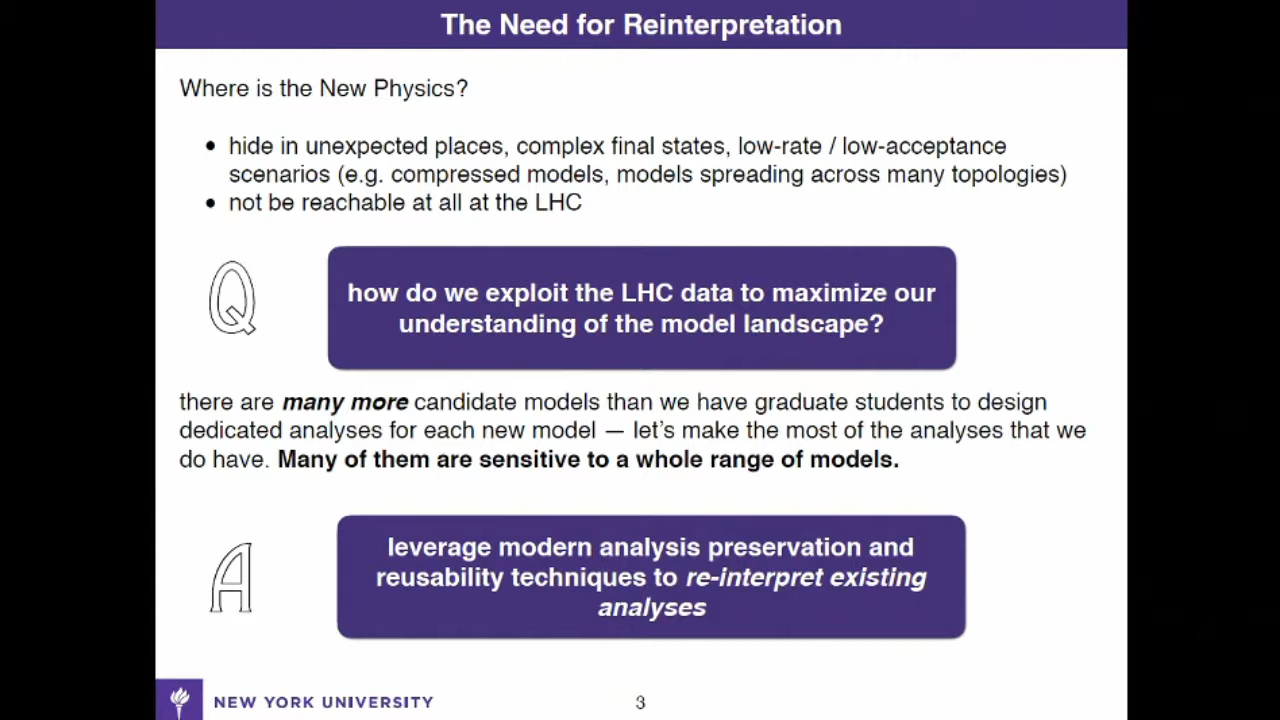 The Need for Reinterpretation
Where is the New Physics?
• hide in unexpected places, complex final states, low-rate / low-acceptance
scenarios (e.g. compressed models, models spreading across many topologies)
• not be reachable at all at the LHC
Q
how do we exploit the LHC data to maximize our
understanding of the model landscape?
there are many more candidate models than we have graduate students to design
dedicated analyses for each new model — let's make the most of the analyses that we
do have. Many of them are sensitive to a whole range of models.
A
leverage modern analysis preservation and
reusability techniques to re-interpret existing
analyses
NEW YORK UNIVERSITY
3